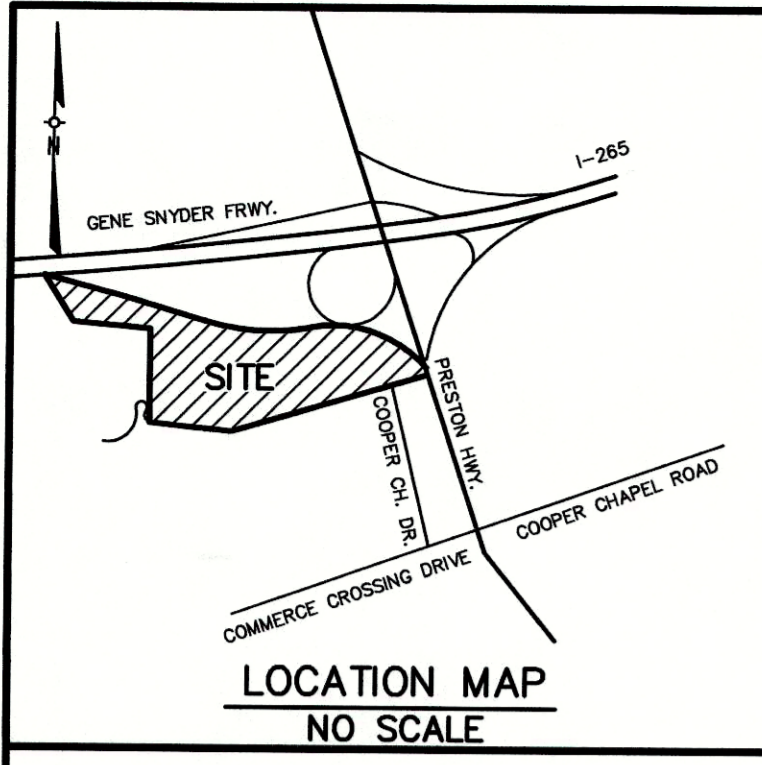 N
I-265
GENE SNYDER FRWY.
SITE
PRESTON HWY.
COOPER CH. DR.
COOPER CHAPEL ROAD
COMMERCE CROSSING DRIVE
LOCATION MAP
NO SCALE